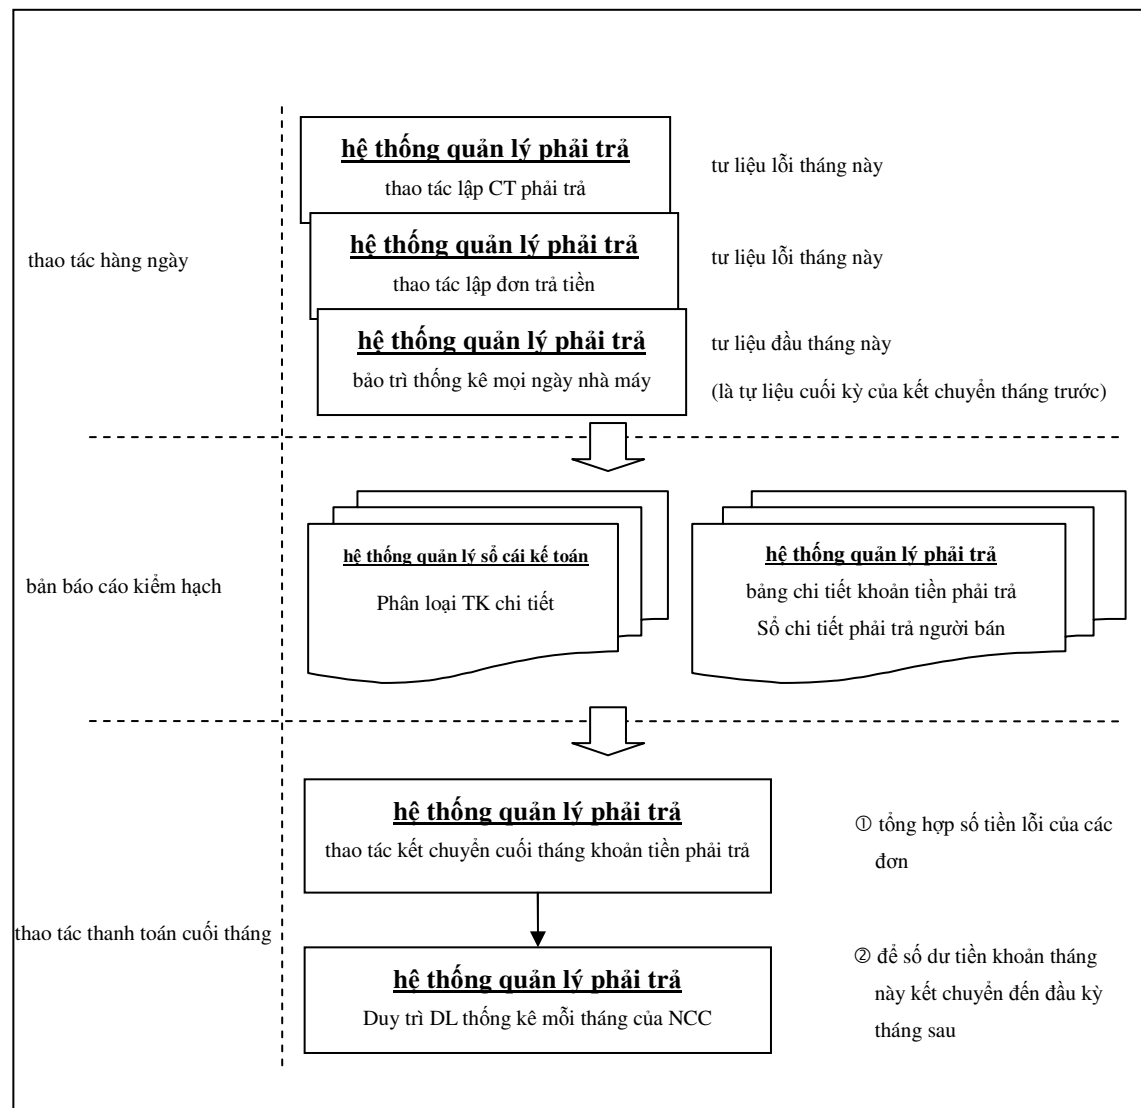 hệ thống quản lý phải trả
thao tác lập CT phải trả
tư liệu lỗi tháng này
thao tác hàng ngày
hệ thống quản lý phải trả
thao tác lập đơn trả tiền
tư liệu lỗi tháng này
hệ thống quản lý phải trả
bảo trì thống kê mọi ngày nhà máy
tư liệu đầu tháng này
(là tự liệu cuối kỳ của kết chuyển tháng trước)
bản báo cáo kiểm hạch
hệ thống quản lý sổ cái kế toán
Phân loại TK chi tiết
hệ thống quản lý phải trả
bảng chi tiết khoản tiền phải trả
Sổ chi tiết phải trả người bán
thao tác thanh toán cuối tháng
hệ thống quản lý phải trả
thao tác kết chuyển cuối tháng khoản tiền phải trả
① tổng hợp số tiền lỗi của các
đơn
hệ thống quản lý phải trả
Duy trì DL thống kê mỗi tháng của NCC
② để số dư tiền khoản tháng
này kết chuyển đến đầu kỳ
tháng sau